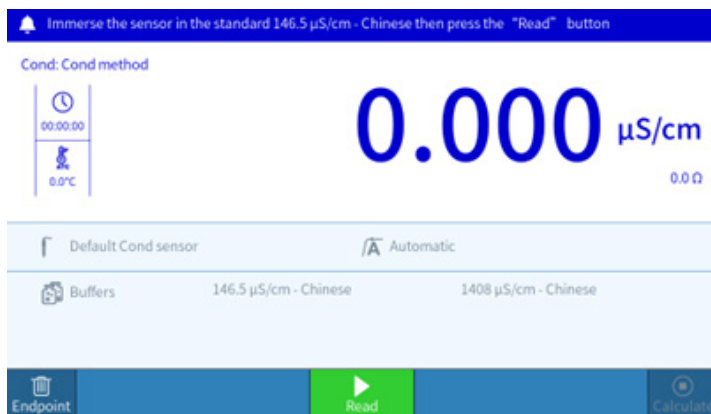 Immerse the sensor in the standard 146.5 µS/cm - Chinese then press the “Read” button
Cond: Cond method
00:00:00
0.0°C
0.000 µS/cm
0.0 Ω
Default Cond sensor
Automatic
Buffers
146.5 µS/cm - Chinese
1408 µS/cm - Chinese
Endpoint
Read
Calculate